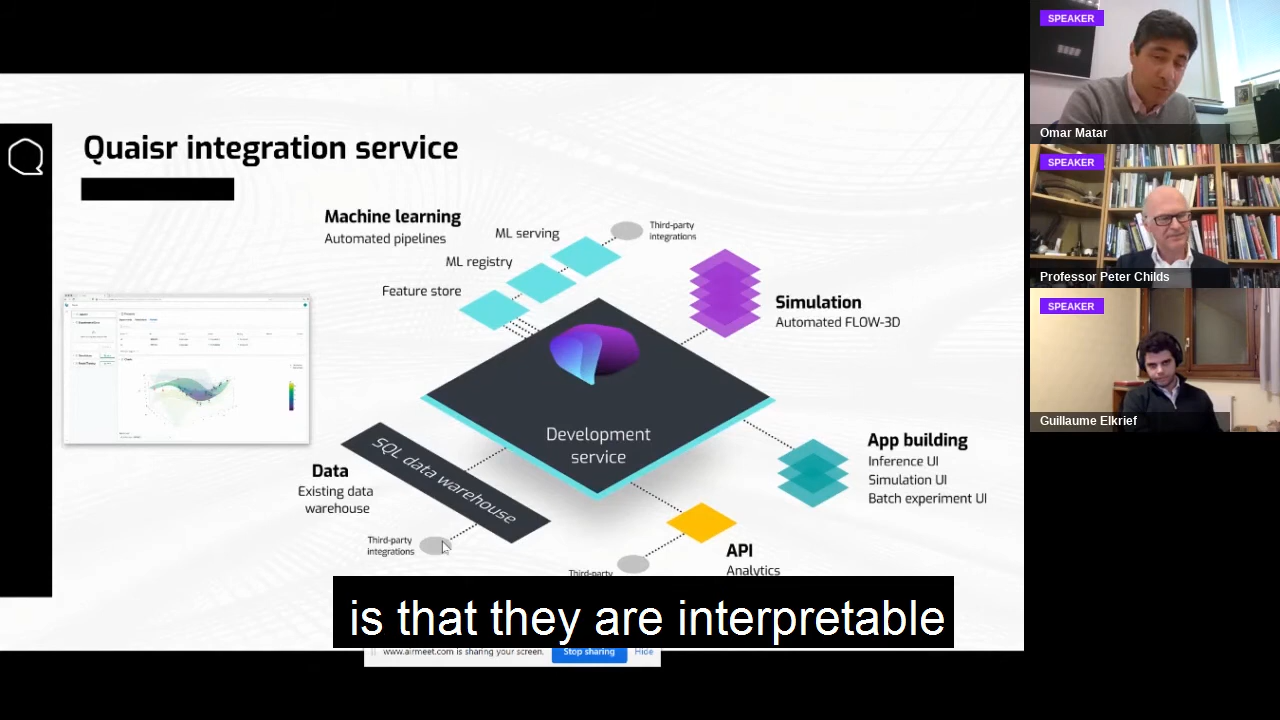 Quaisr integration service
Machine learning
Automated pipelines
ML serving
ML registry
Feature store
Third-party
integrations
Simulation
Automated FLOW-3D
Development
service
SQL data warehouse
Data
Existing data
warehouse
Third-party
integrations
App building
Inference UI
Simulation UI
Batch experiment UI
API
Analytics
Third-party
is that they are interpretable
www.airmeet.com is sharing your screen.
Stop sharing
Hide
SPEAKER
Omar Matar
SPEAKER
Professor Peter Childs
SPEAKER
Guillaume Elkrief